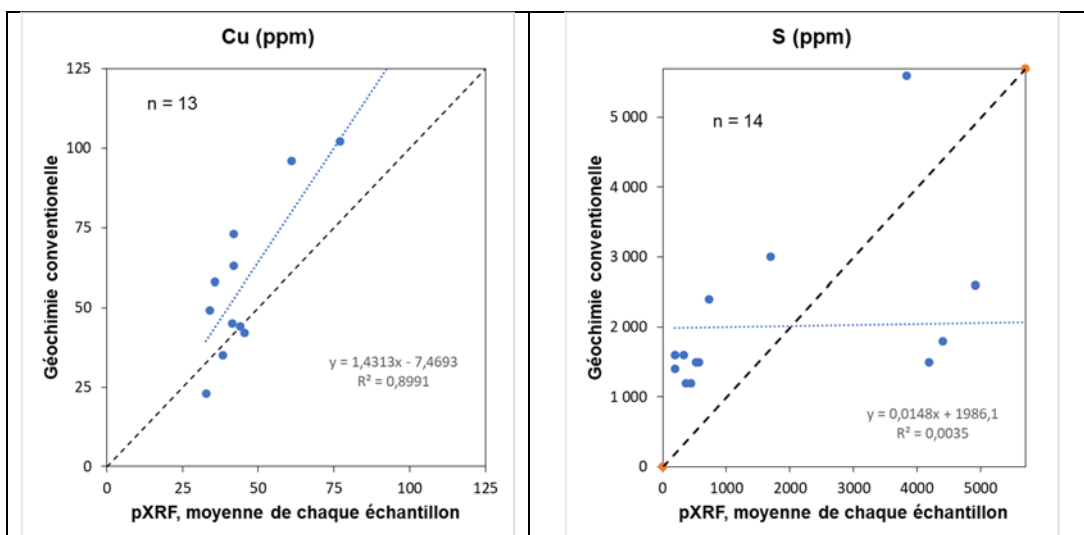 Cu (ppm)
125
n = 13
100
75
50
25
0
Géochimie conventionelle
y = 1,4313x - 7,4693
R² = 0,8991
0 25 50 75 100 125
pXRF, moyenne de chaque échantillon
S (ppm)
n = 14
5 000
4 000
3 000
2 000
1 000
0
Géochimie conventionelle
y = 0,0148x + 1986,1
R² = 0,0035
0 1000 2000 3000 4000 5000
pXRF, moyenne de chaque échantillon